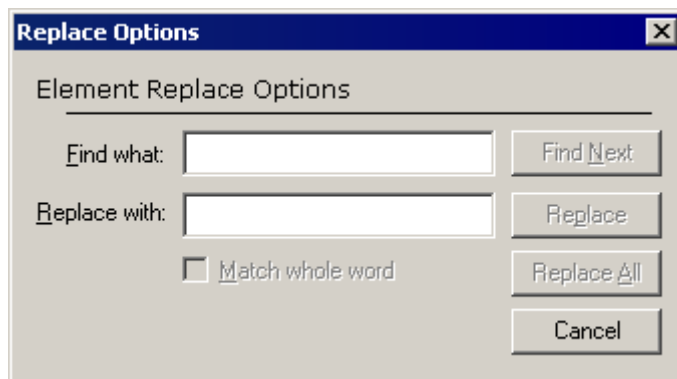 Replace Options
Element Replace Options
Find what:
Find Next
Replace with:
Replace
Match whole word
Replace All
Cancel